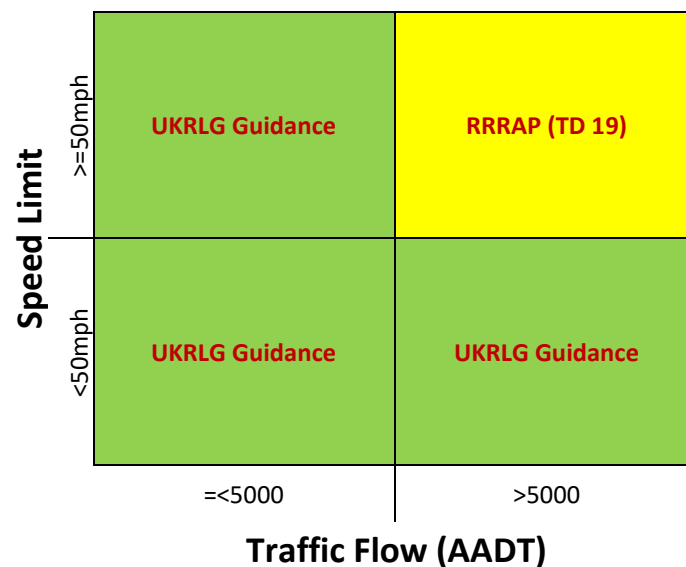 Speed Limit
>=50mph
<50mph
UKRLG Guidance
RRRAP (TD 19)
UKRLG Guidance
UKRLG Guidance
=<5000
>5000
Traffic Flow (AADT)